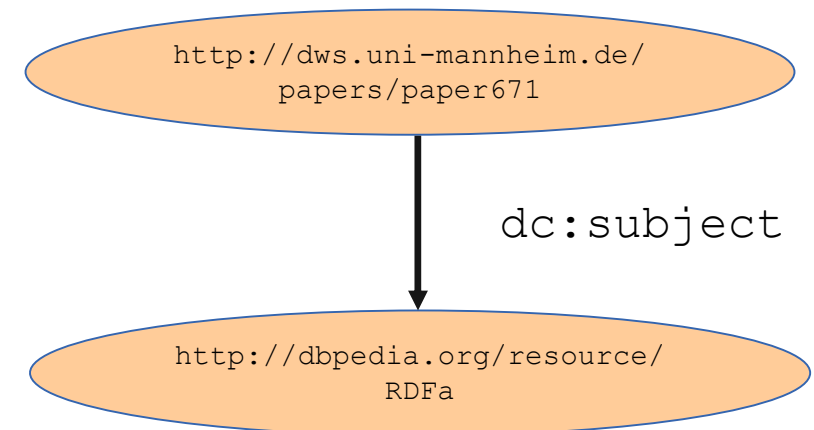 http://dws.uni-mannheim.de/
papers/paper671
dc:subject
http://dbpedia.org/resource/
RDFa